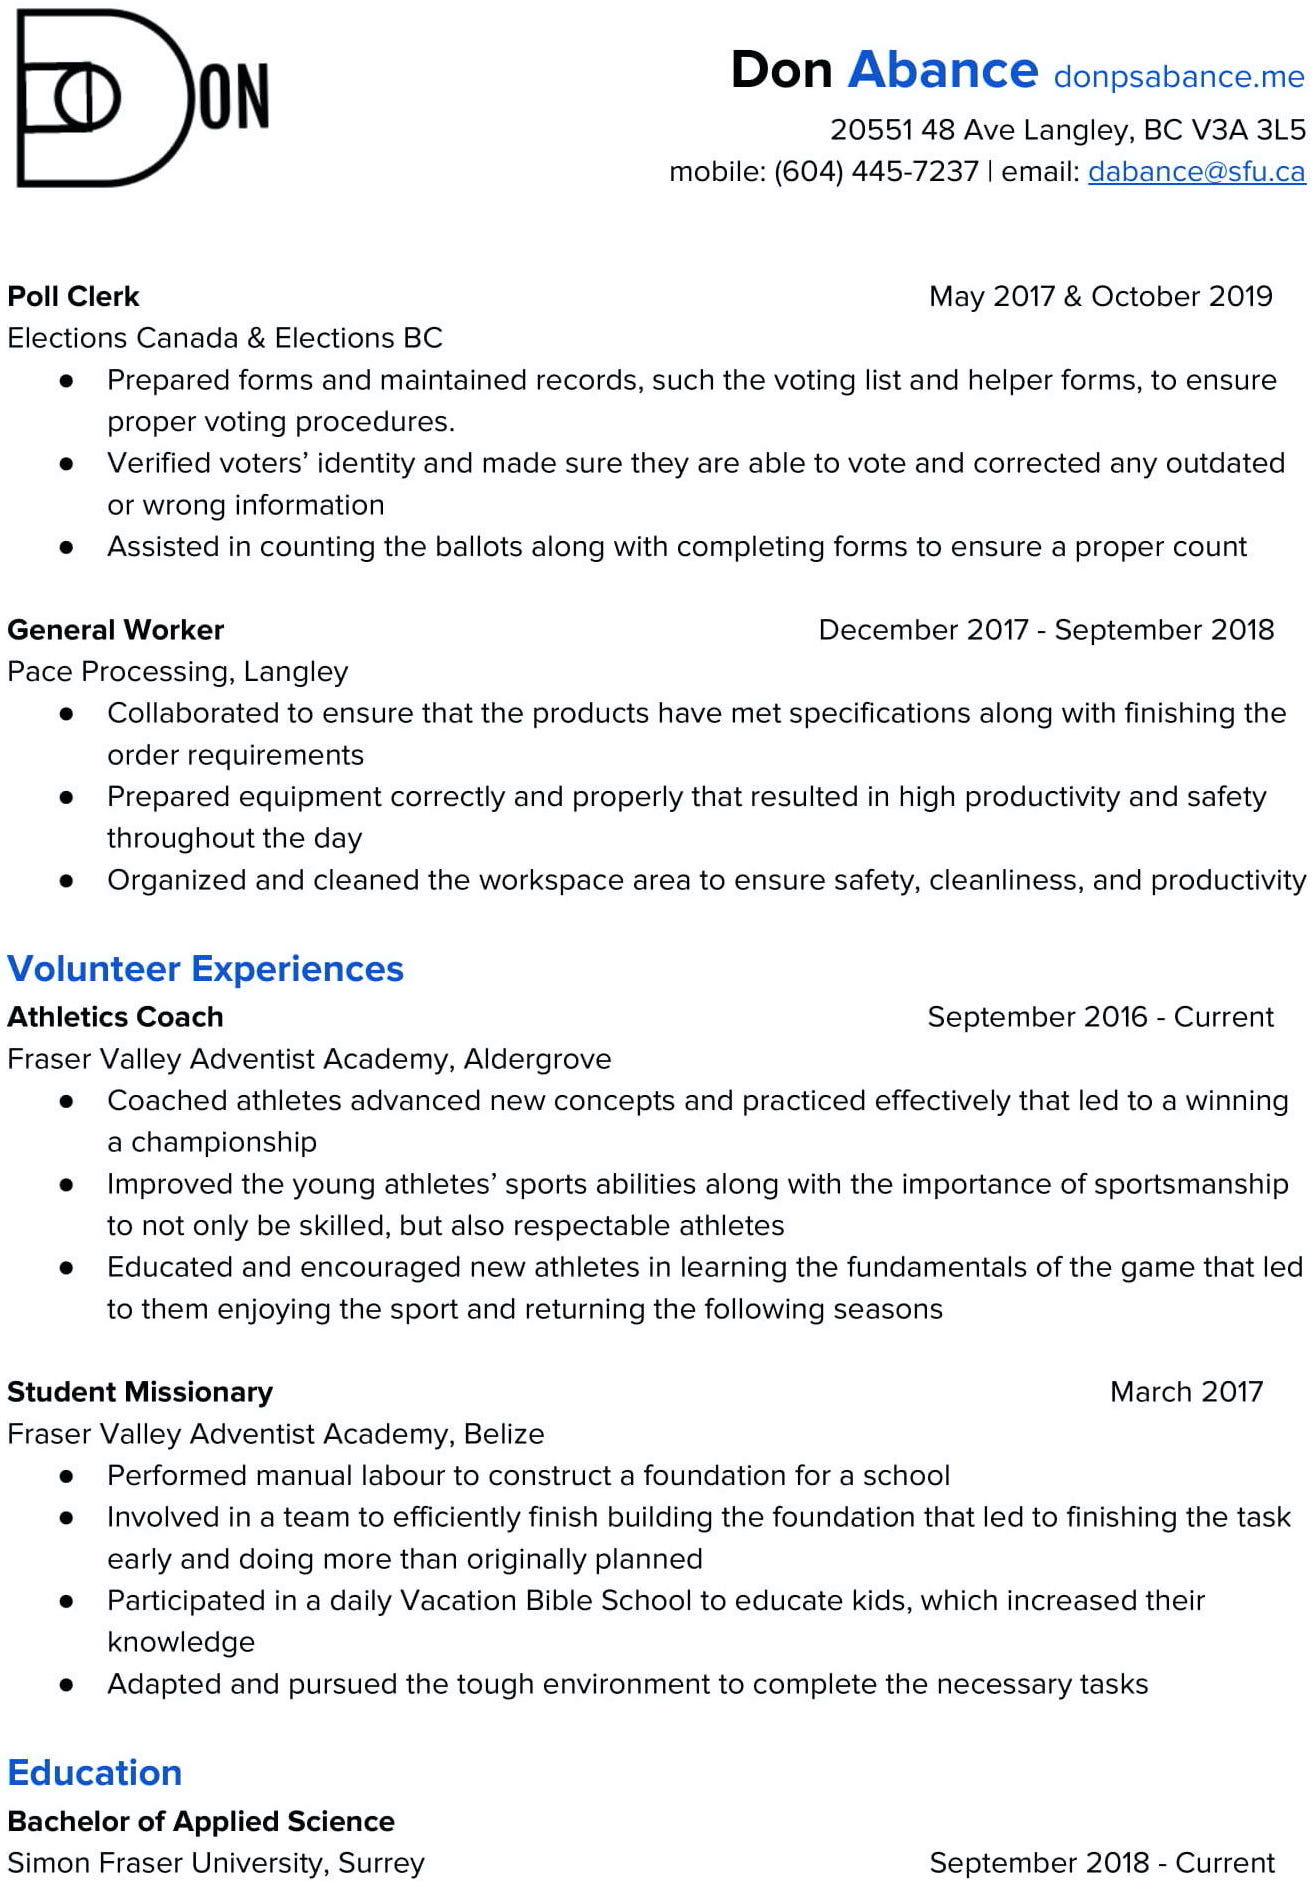 DON
Don Abance donpsabance.me
20551 48 Ave Langley, BC V3A 3L5
mobile: (604) 445-7237 | email: dabance@sfu.ca
Poll Clerk May 2017 & October 2019
Elections Canada & Elections BC
● Prepared forms and maintained records, such the voting list and helper forms, to ensure
proper voting procedures.
● Verified voters’ identity and made sure they are able to vote and corrected any outdated
or wrong information
● Assisted in counting the ballots along with completing forms to ensure a proper count
General Worker December 2017 - September 2018
Pace Processing, Langley
● Collaborated to ensure that the products have met specifications along with finishing the
order requirements
● Prepared equipment correctly and properly that resulted in high productivity and safety
throughout the day
● Organized and cleaned the workspace area to ensure safety, cleanliness, and productivity
Volunteer Experiences
Athletics Coach September 2016 - Current
Fraser Valley Adventist Academy, Aldergrove
● Coached athletes advanced new concepts and practiced effectively that led to a winning
a championship
● Improved the young athletes’ sports abilities along with the importance of sportsmanship
to not only be skilled, but also respectable athletes
● Educated and encouraged new athletes in learning the fundamentals of the game that led
to them enjoying the sport and returning the following seasons
Student Missionary March 2017
Fraser Valley Adventist Academy, Belize
● Performed manual labour to construct a foundation for a school
● Involved in a team to efficiently finish building the foundation that led to finishing the task
early and doing more than originally planned
● Participated in a daily Vacation Bible School to educate kids, which increased their
knowledge
● Adapted and pursued the tough environment to complete the necessary tasks
Education
Bachelor of Applied Science
Simon Fraser University, Surrey September 2018 - Current